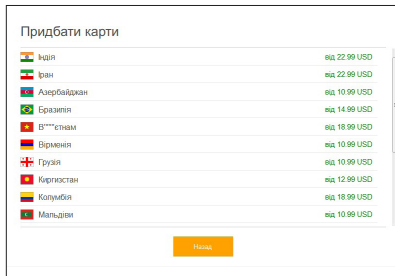 Придбати карти
Індія від 22.99 USD
Іран від 22.99 USD
Азербайджан від 10.99 USD
Бразилія від 14.99 USD
В****єтнам від 18.99 USD
Вірменія від 10.99 USD
Грузія від 10.99 USD
Киргизстан від 12.99 USD
Колумбія від 18.99 USD
Мальдіви від 10.99 USD
Назад